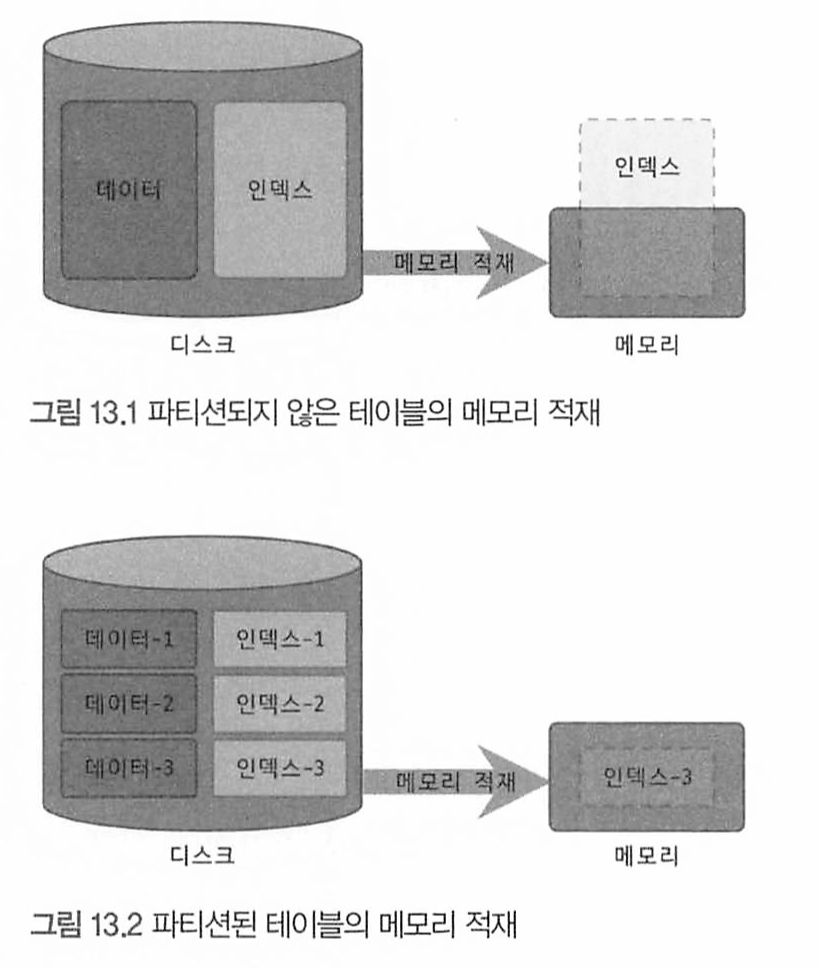 데이터
인덱스
인덱스
메모리 적재
디스크
메모리
그림 13.1 파티션되지 않은 테이블의 메모리 적재
데이터-1 인덱스-1
데이터-2 인덱스-2
데이터-3 인덱스-3
메모리 적재
인덱스-3
디스크
메모리
그림 13.2 파티션된 테이블의 메모리 적재